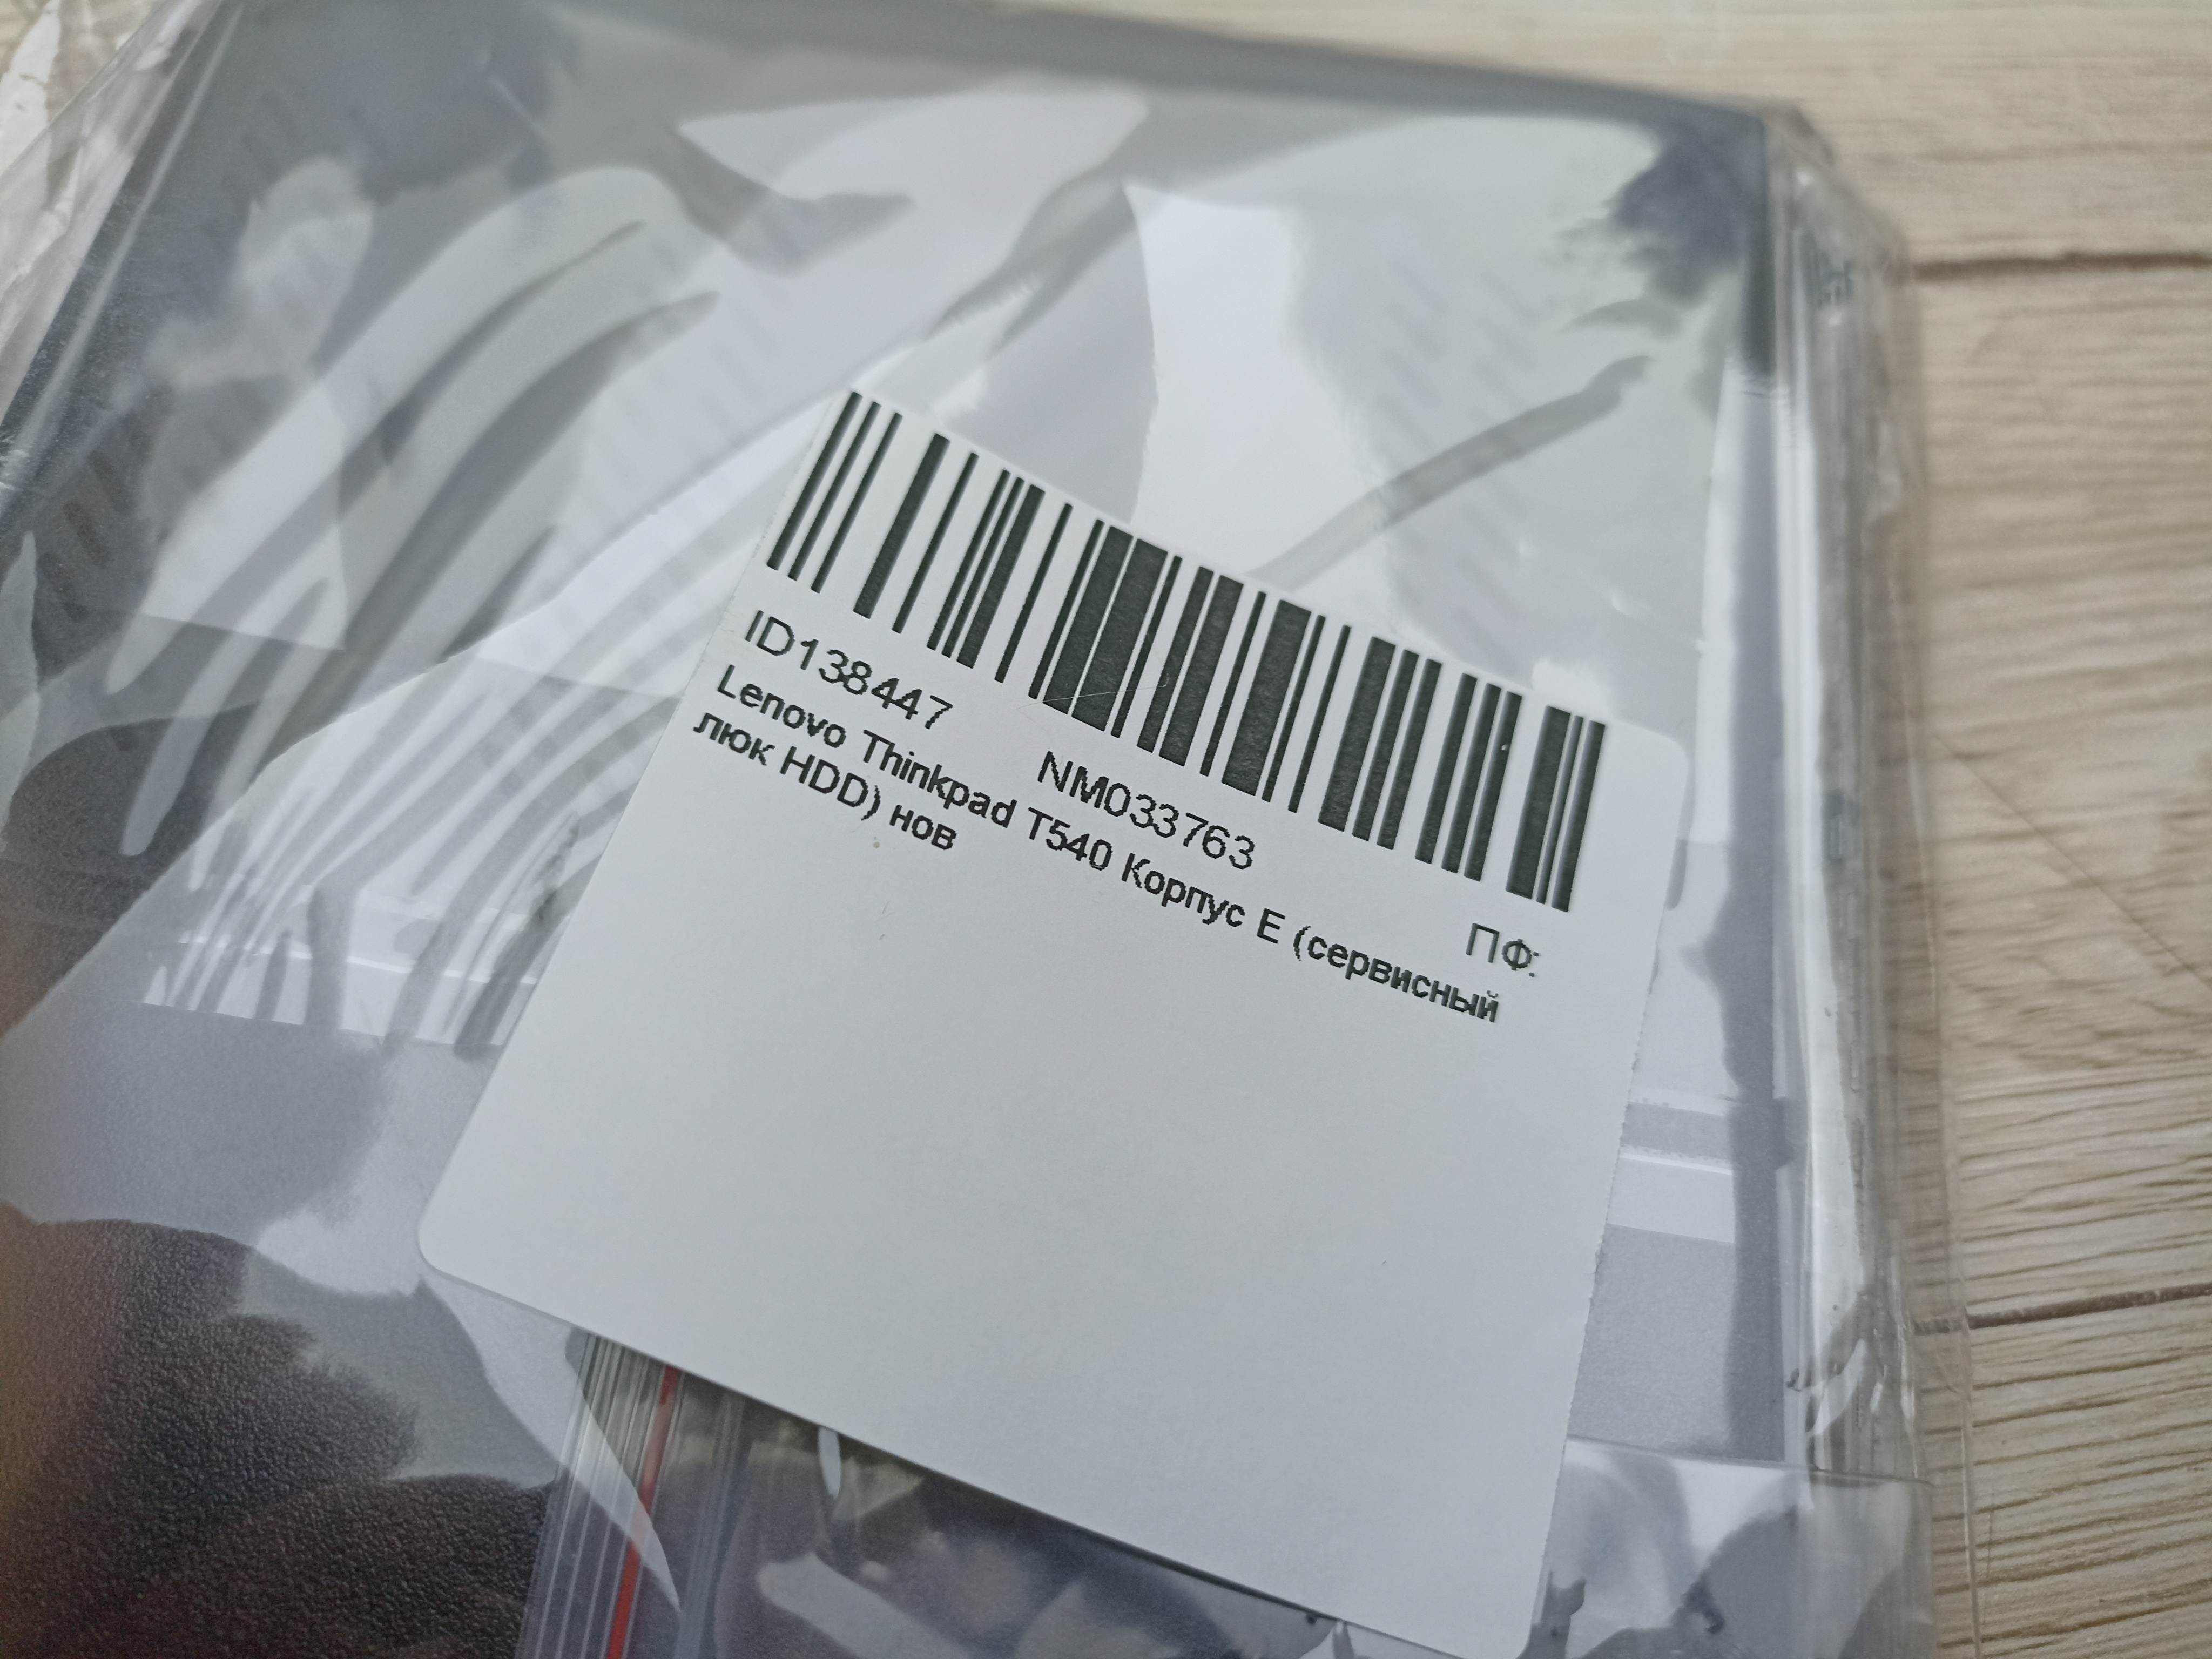 ID138447 NM033763 ПФ:
Lenovo Thinkpad T540 Корпус E (сервисный
люк HDD) нов